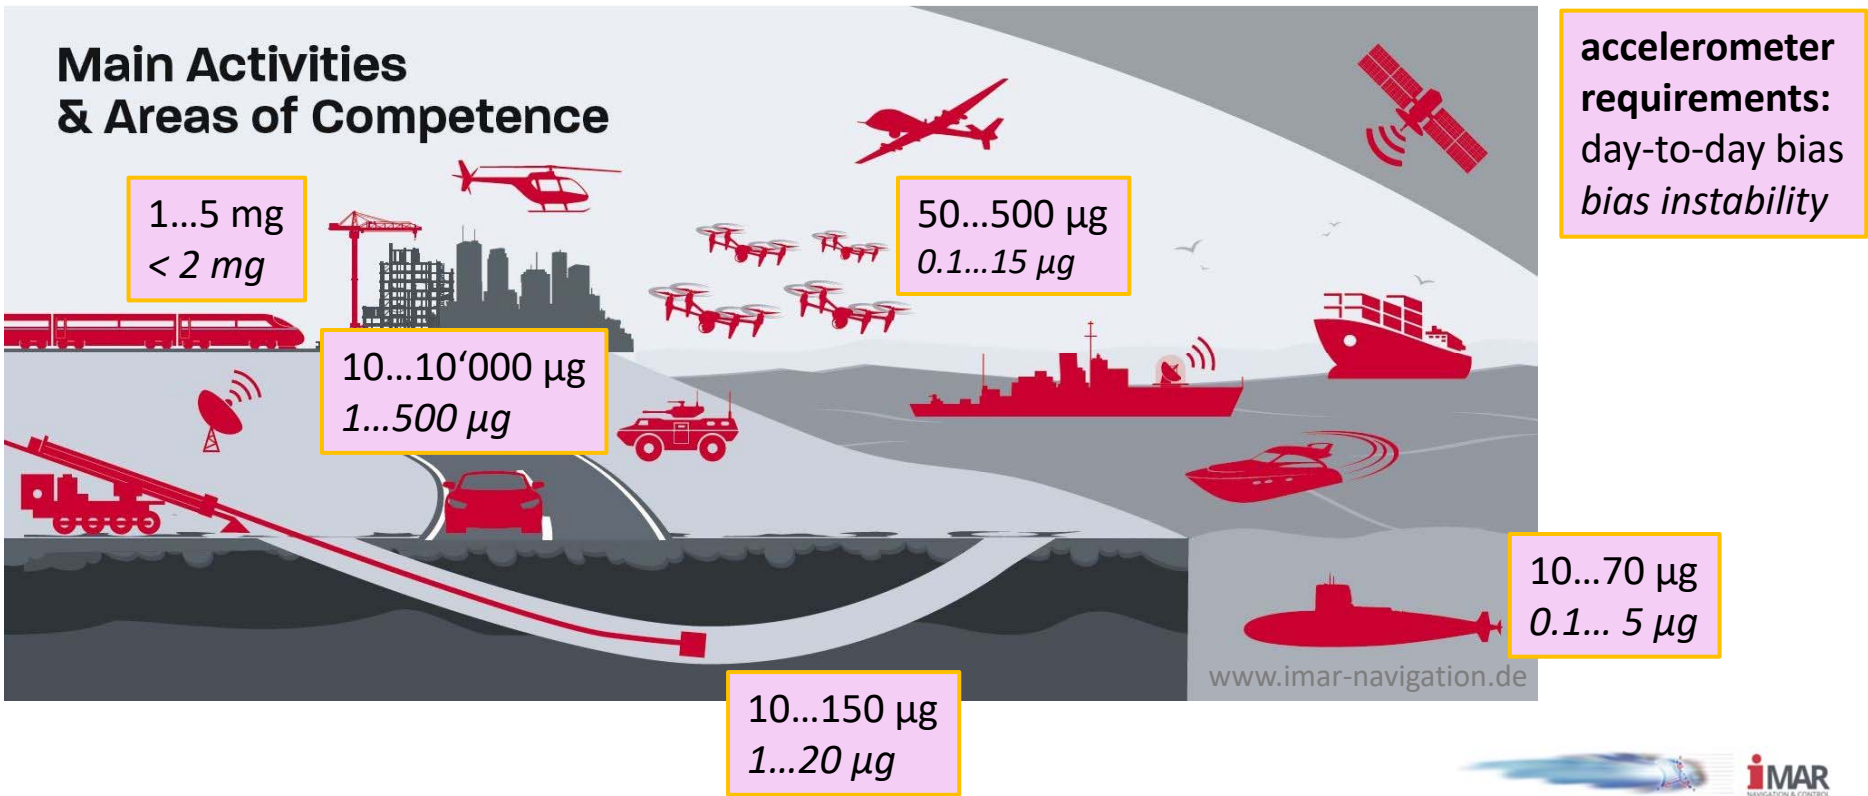 Main Activities
& Areas of Competence
accelerometer
requirements:
day-to-day bias
bias instability
1...5 mg
< 2 mg
50...500 µg
0.1...15 µg
10...10‘000 µg
1...500 µg
10...70 µg
0.1... 5 µg
www.imar-navigation.de
10...150 µg
1...20 µg
iMAR
NAVIGATION & CONTROL